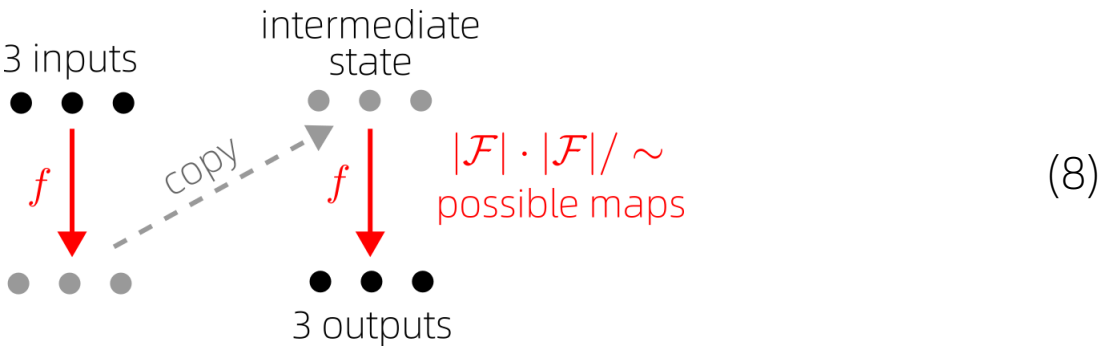 3 inputs
intermediate
state
f
copy
f
|ℱ| · |ℱ|/ ∼
possible maps
(8)
3 outputs